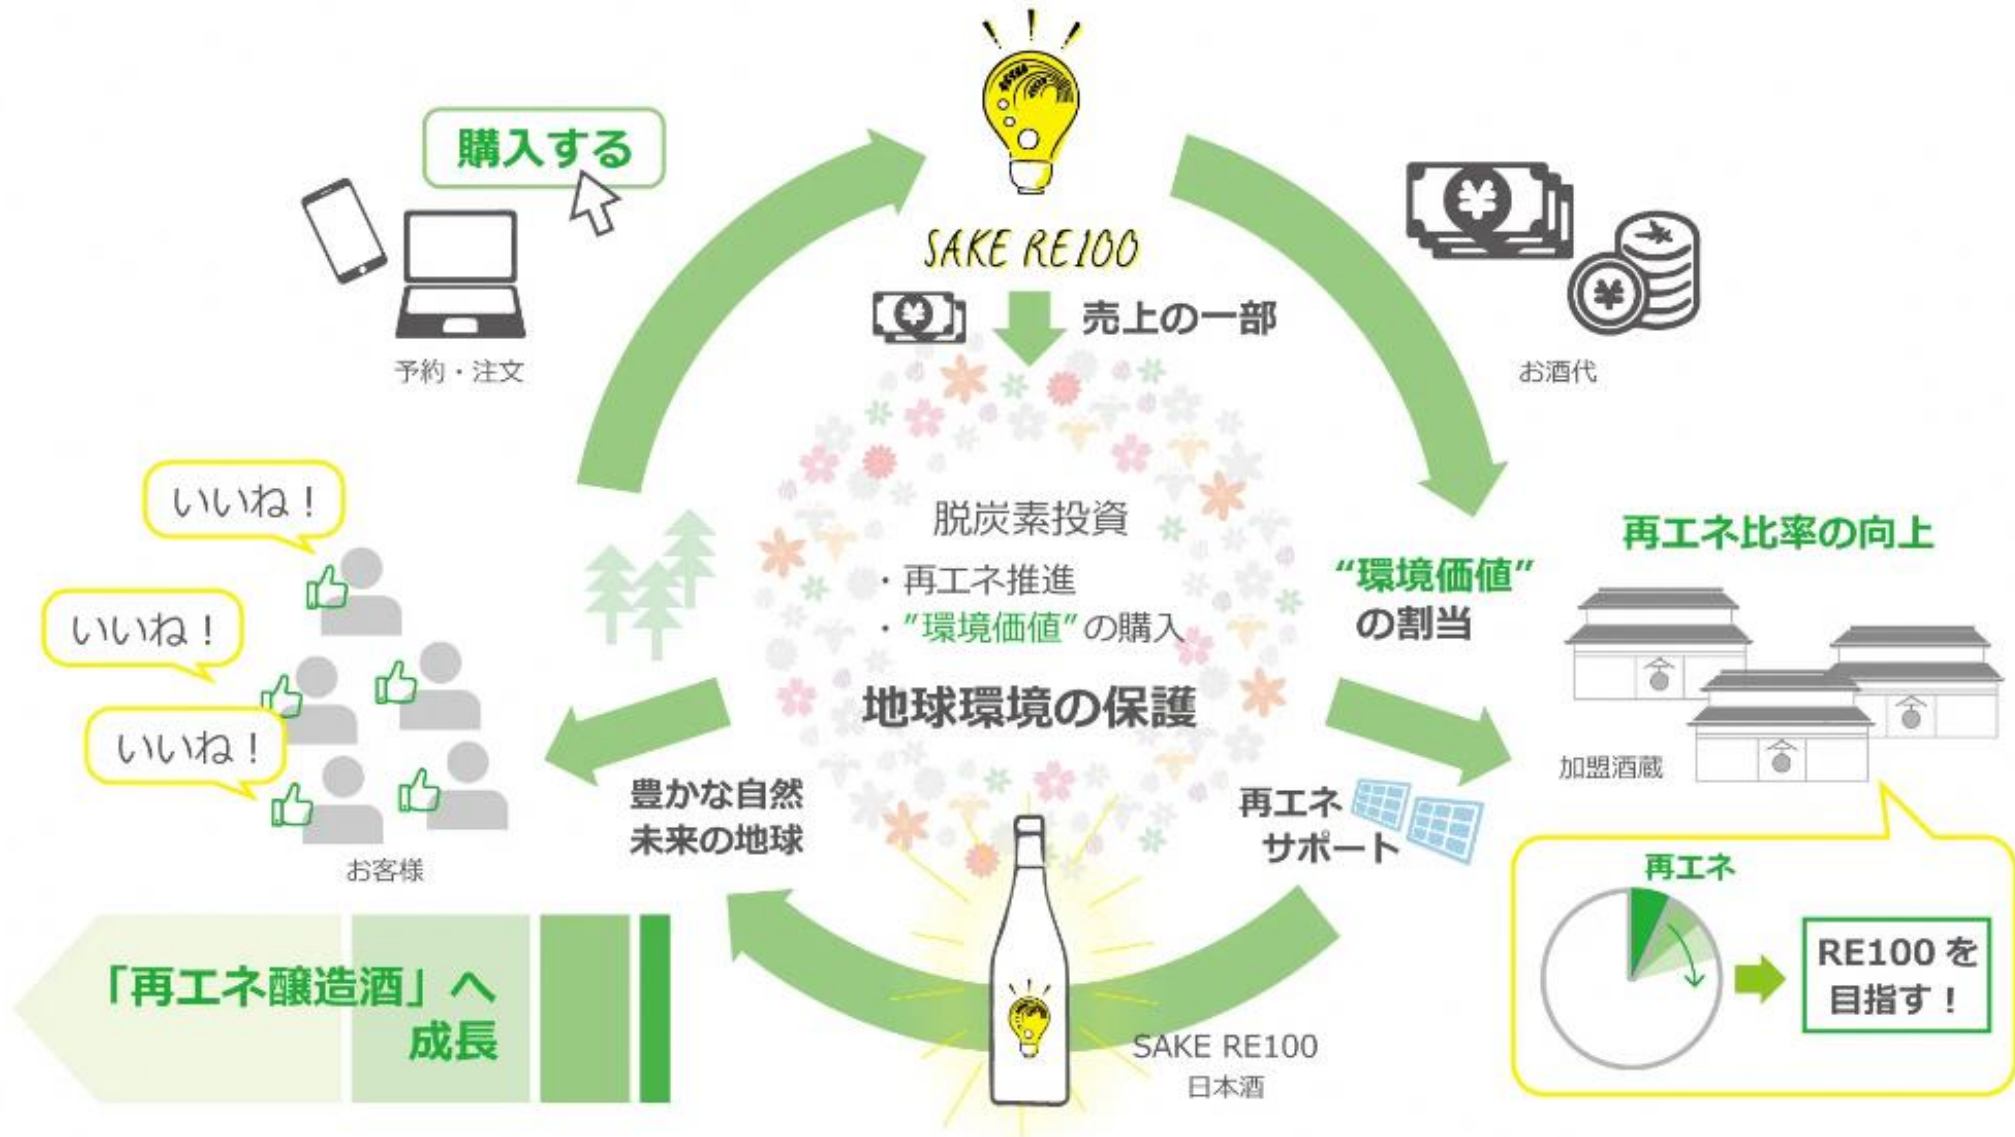 購入する
予約・注文
SAKE RE100
売上の一部
お酒代
いいね！
いいね！
いいね！
お客様
脱炭素投資
・再エネ推進
・”環境価値”の購入
地球環境の保護
“環境価値”
の割当
再エネ比率の向上
加盟酒蔵
再エネ
サポート
豊かな自然
未来の地球
再エネ
RE100 を
目指す！
「再エネ醸造酒」へ
成長
SAKE RE100
日本酒